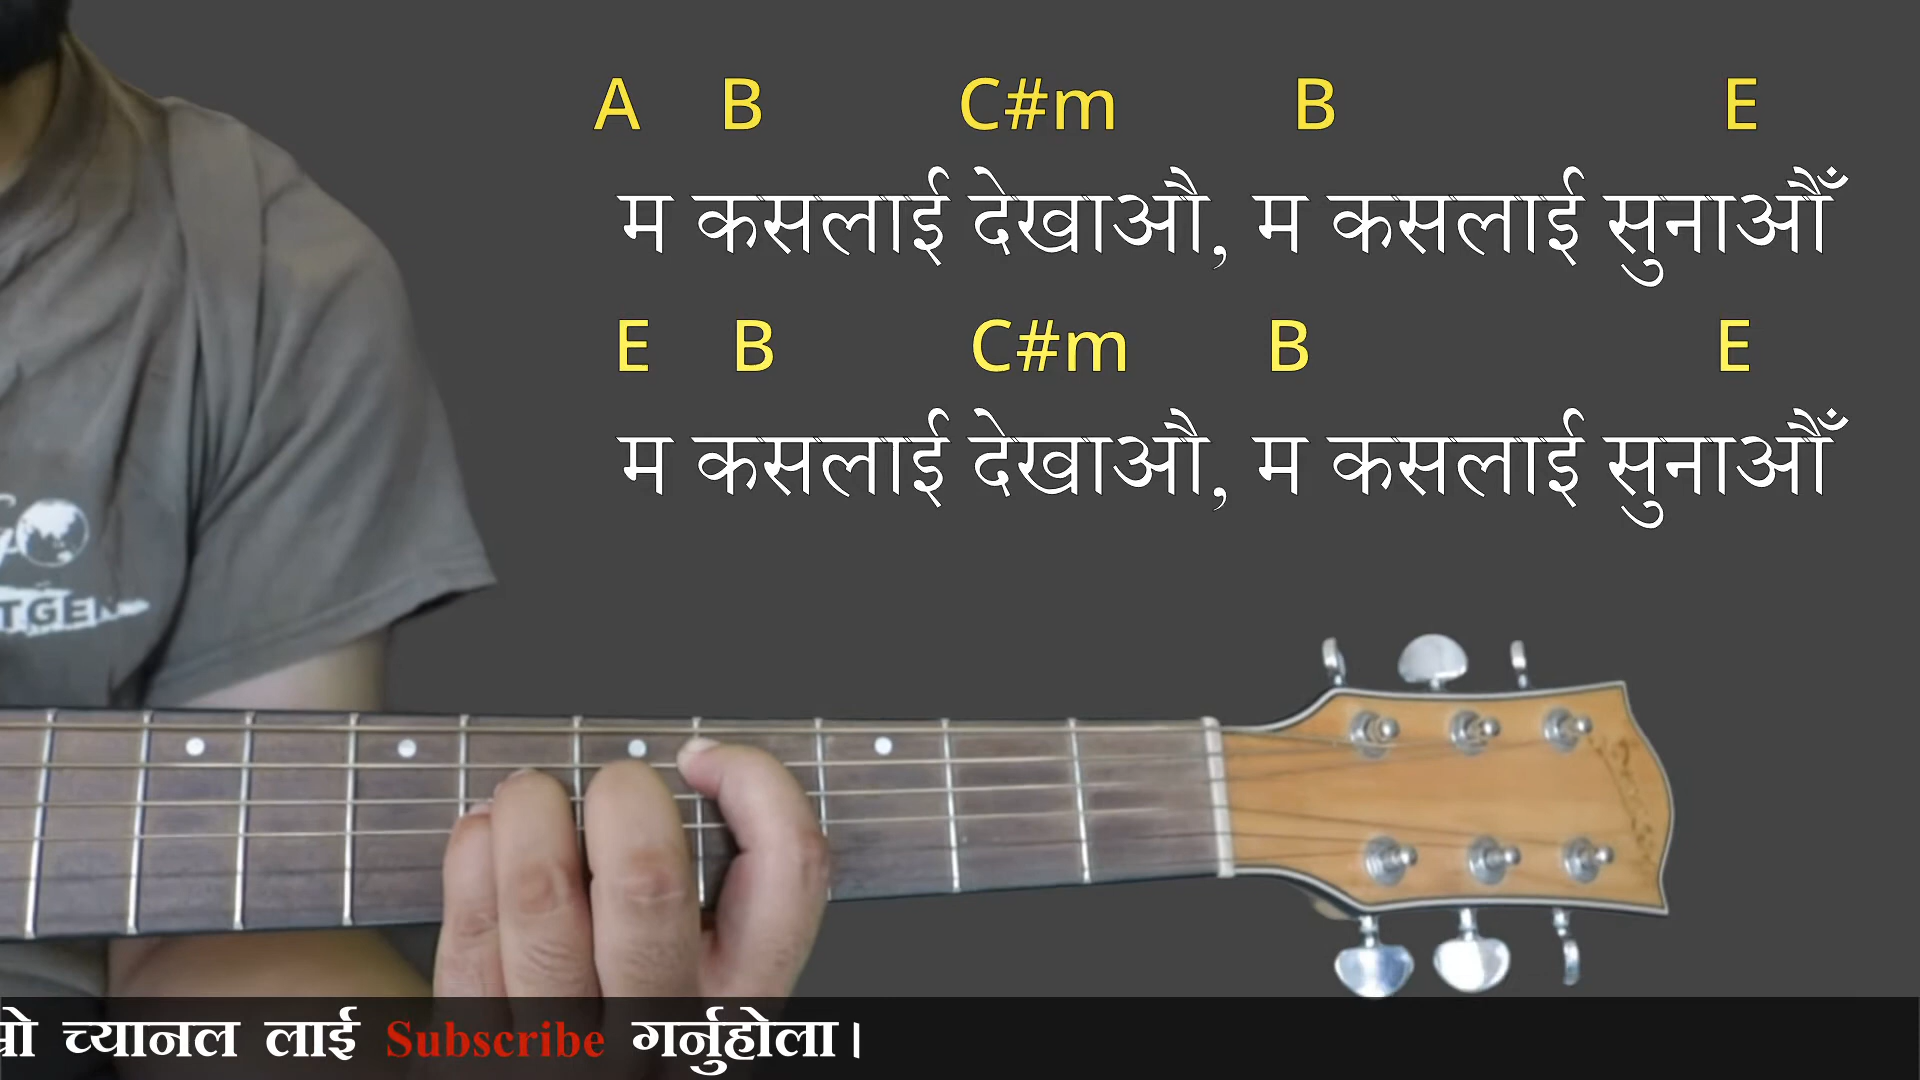 A B C#m B E
म कसलाई देखाऔ, म कसलाई सुनाऔँ
E B C#m B E
म कसलाई देखाऔ, म कसलाई सुनाऔँ
च्यानल लाई Subscribe गर्नुहोला।